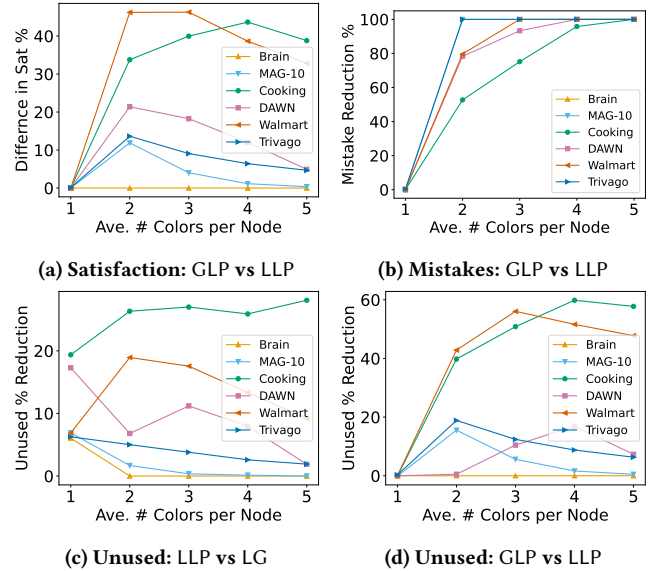 Differnce in Sat %
40
30
20
10
0
1 2 3 4 5
Ave. # Colors per Node
Brain
MAG-10
Cooking
DAWN
Walmart
Trivago
(a) Satisfaction: GLP vs LLP
Mistake Reduction %
100
80
60
40
20
0
1 2 3 4 5
Ave. # Colors per Node
Brain
MAG-10
Cooking
DAWN
Walmart
Trivago
(b) Mistakes: GLP vs LLP
Unused % Reduction
20
10
0
1 2 3 4 5
Ave. # Colors per Node
Brain
MAG-10
Cooking
DAWN
Walmart
Trivago
(c) Unused: LLP vs LG
Unused % Reduction
60
40
20
0
1 2 3 4 5
Ave. # Colors per Node
Brain
MAG-10
Cooking
DAWN
Walmart
Trivago
(d) Unused: GLP vs LLP